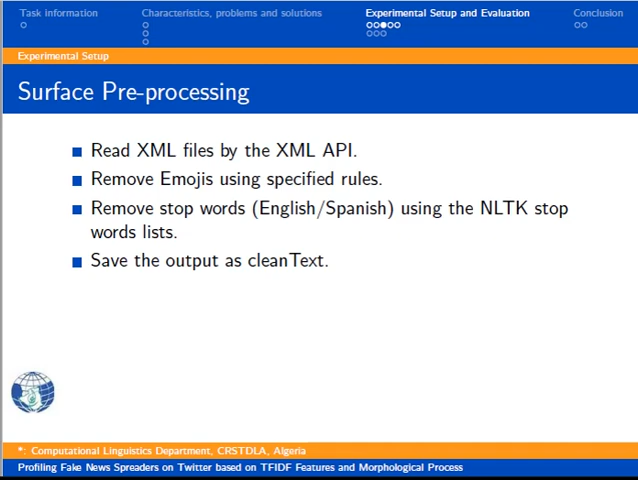 Task information
Characteristics, problems and solutions
Experimental Setup and Evaluation
Conclusion
Experimental Setup
Surface Pre-processing
Read XML files by the XML API.
Remove Emojis using specified rules.
Remove stop words (English/Spanish) using the NLTK stop
words lists.
Save the output as cleanText.
*: Computational Linguistics Department, CRSTDLA, Algeria
Profiling Fake News Spreaders on Twitter based on TFIDF Features and Morphological Process